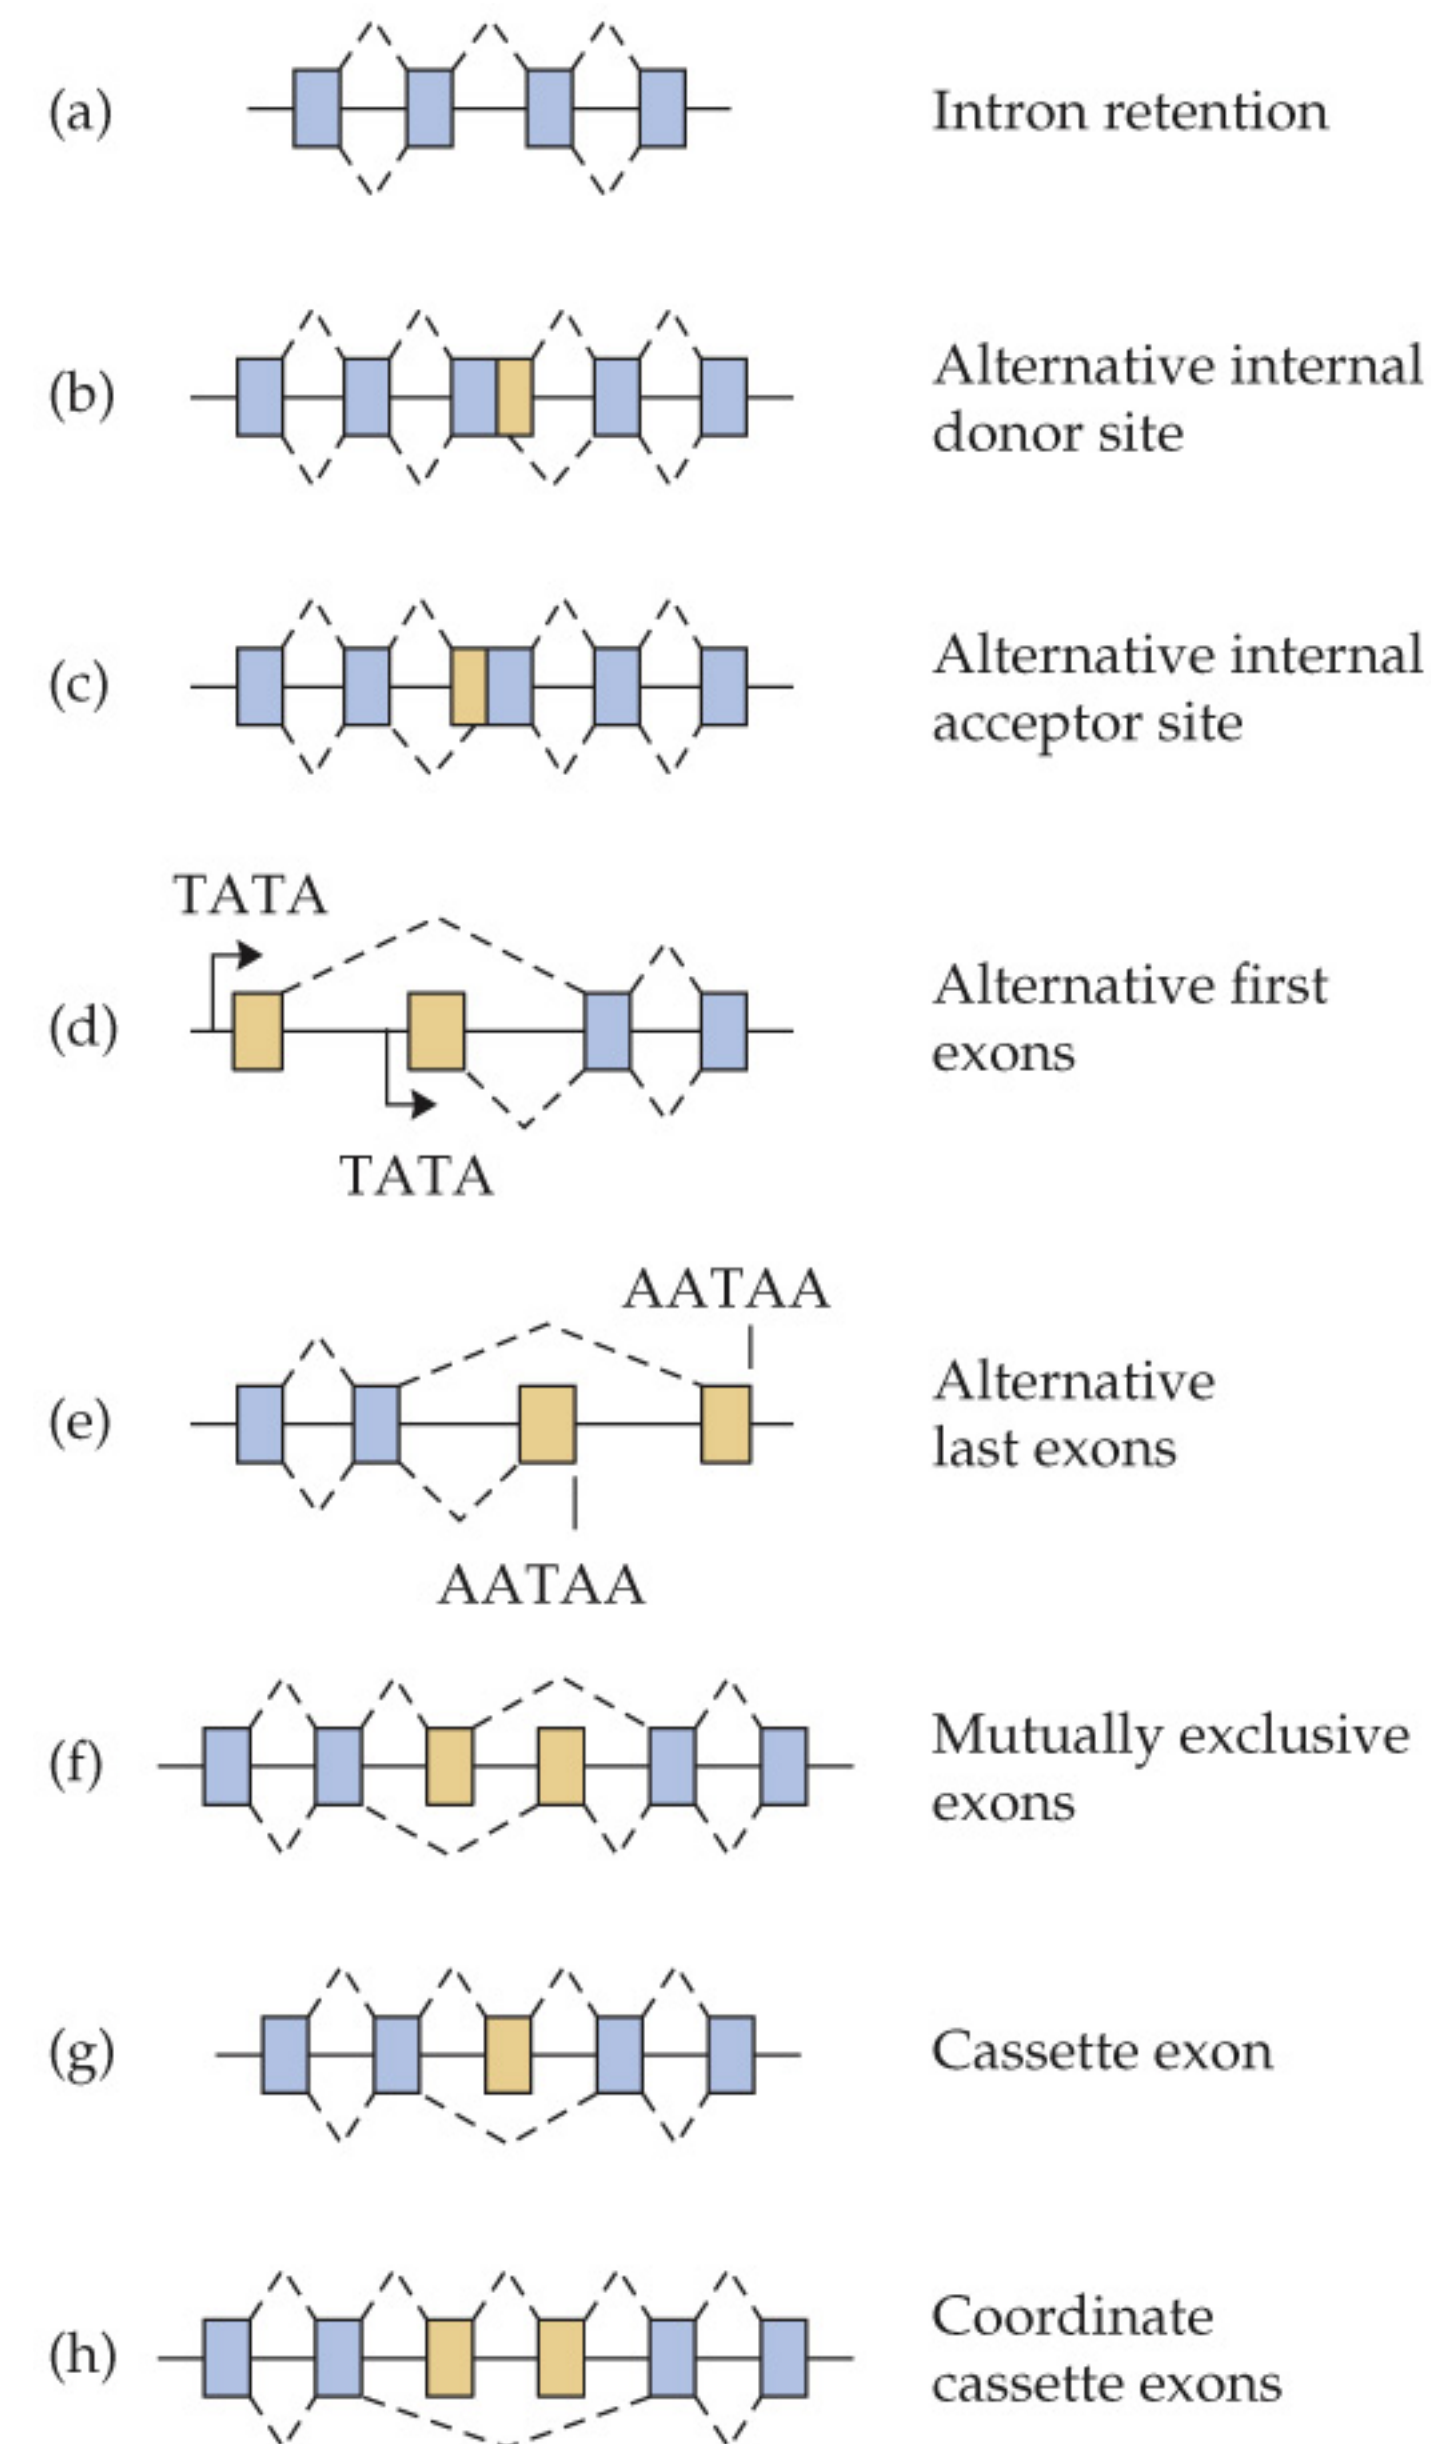 (a) Intron retention
(b) Alternative internal
donor site
(c) Alternative internal
acceptor site
TATA
(d) Alternative first
exons
TATA
AATAA
(e) Alternative
last exons
AATAA
(f) Mutually exclusive
exons
(g) Cassette exon
(h) Coordinate
cassette exons